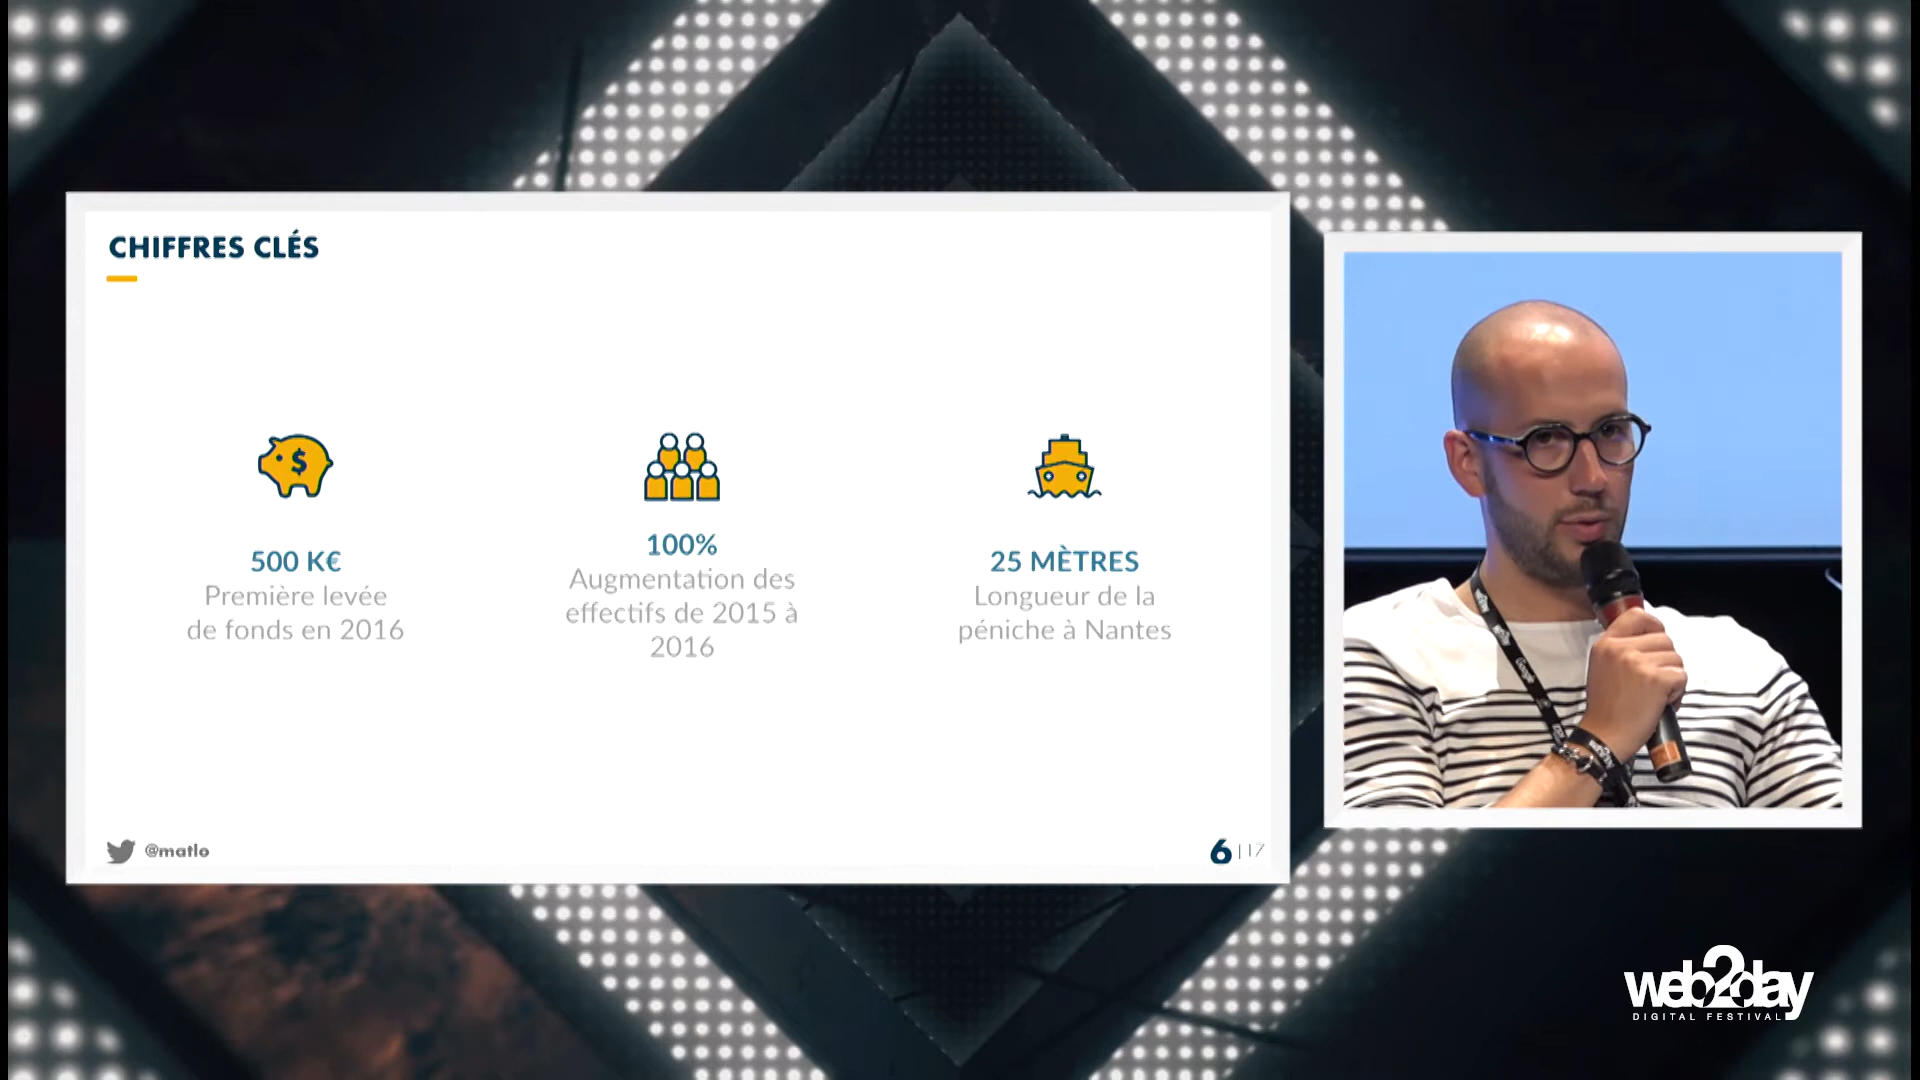 CHIFFRES CLÉS
500 K€
Première levée
de fonds en 2016
100%
Augmentation des
effectifs de 2015 à
2016
25 MÈTRES
Longueur de la
péniche à Nantes
@matlo
6 | 17
web2day
DIGITAL FESTIVAL